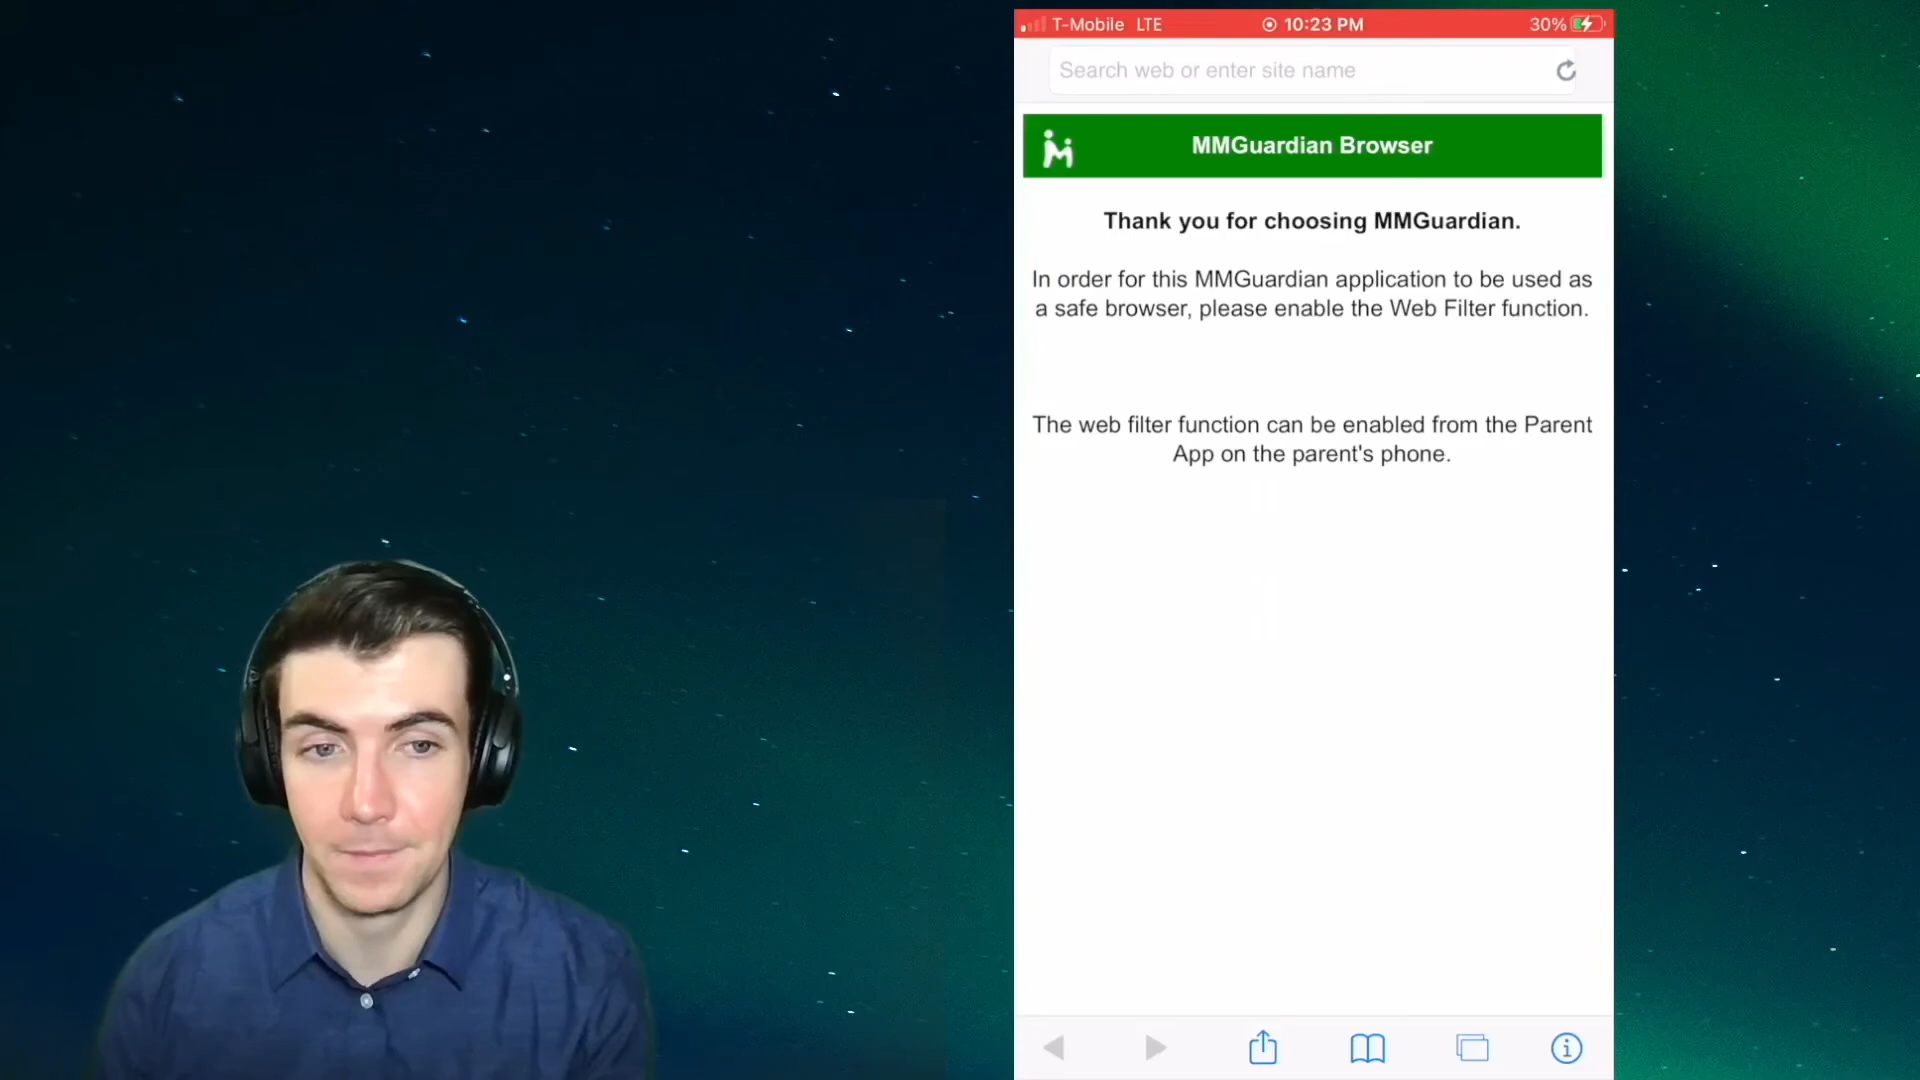 T-Mobile LTE 10:23 PM 30%
Search web or enter site name
MMGuardian Browser
Thank you for choosing MMGuardian.
In order for this MMGuardian application to be used as
a safe browser, please enable the Web Filter function.
The web filter function can be enabled from the Parent
App on the parent's phone.